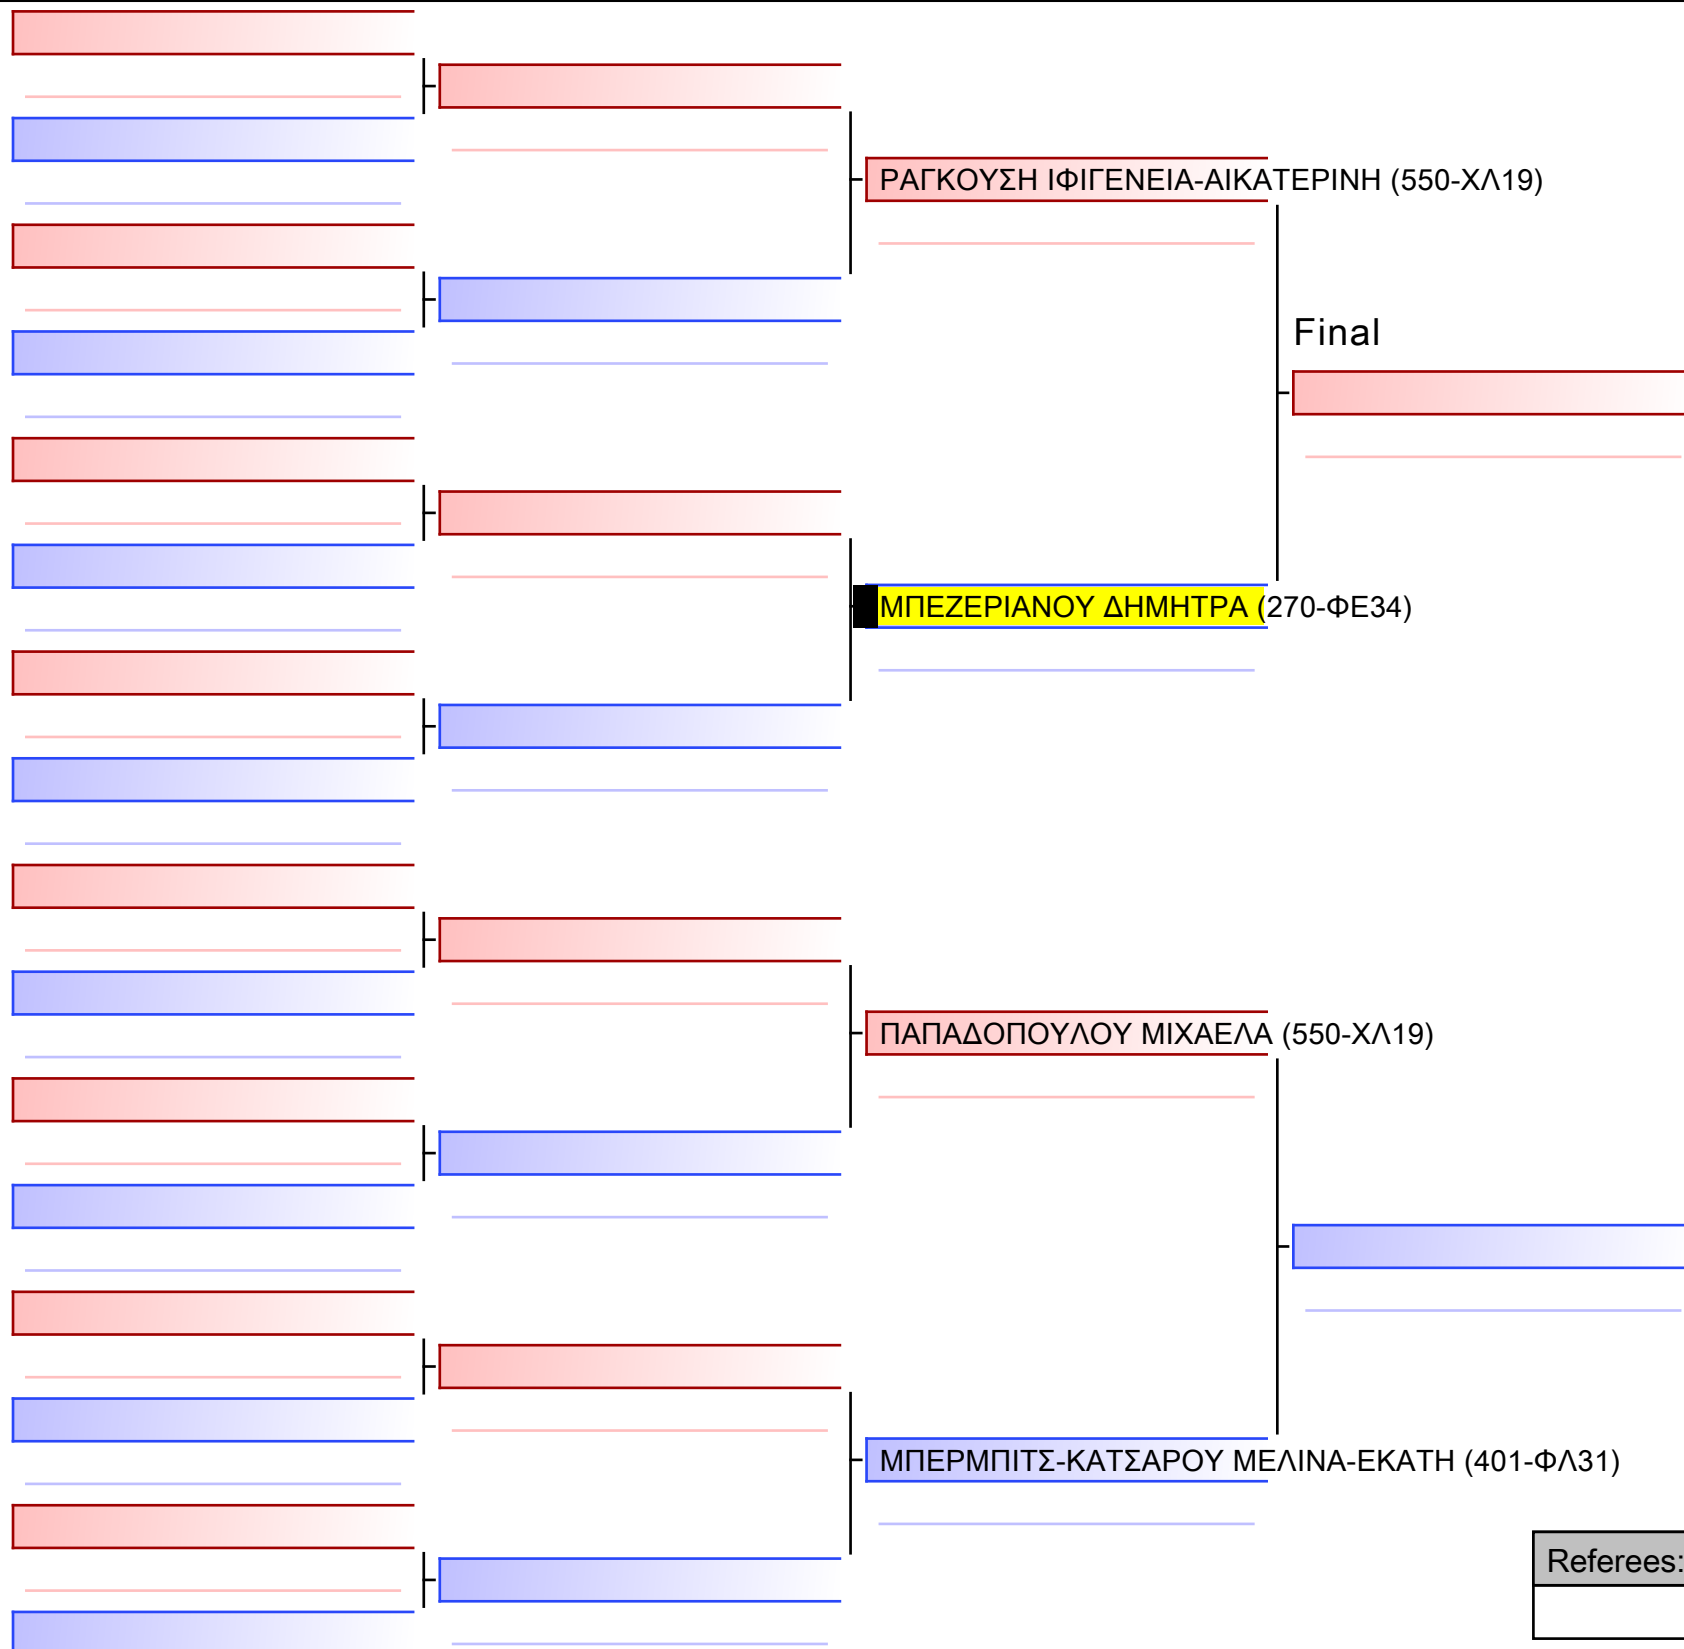 ΡΑΓΚΟΥΣΗ ΙΦΙΓΕΝΕΙΑ-ΑΙΚΑΤΕΡΙΝΗ (550-ΧΛ19)
Final
ΜΠΕΖΕΡΙΑΝΟΥ ΔΗΜΗΤΡΑ (270-ΦΕ34)
ΠΑΠΑΔΟΠΟΥΛΟΥ ΜΙΧΑΕΛΑ (550-ΧΛ19)
ΜΠΕΡΜΠΙΤΣ-ΚΑΤΣΑΡΟΥ ΜΕΛΙΝΑ-ΕΚΑΤΗ (401-ΦΛ31)
Referees: